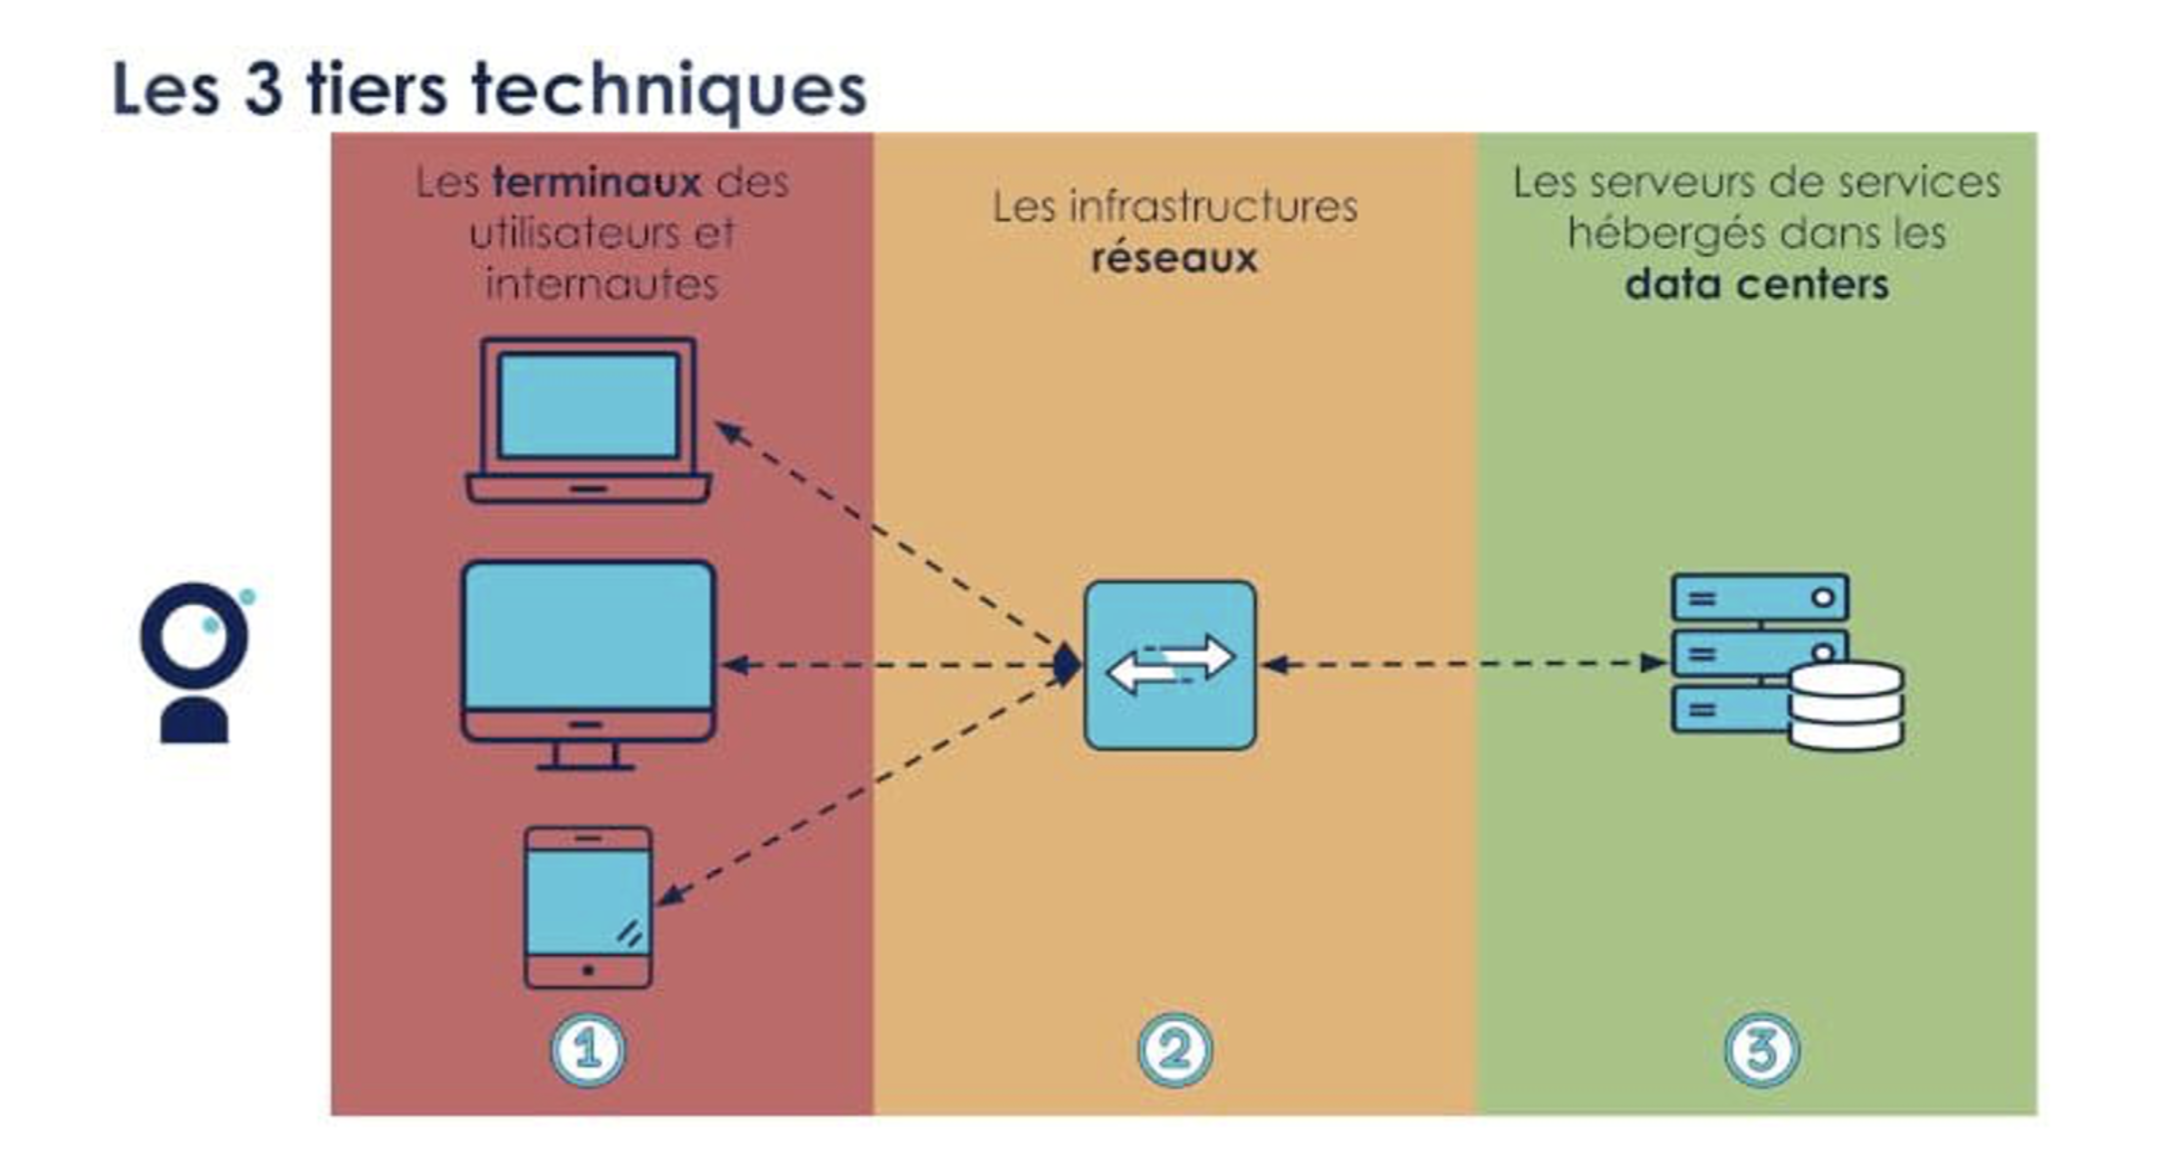 Les 3 tiers techniques
Les terminaux des
utilisateurs et
internautes
Les infrastructures
réseaux
Les serveurs de services
hébergés dans les
data centers
1
2
3